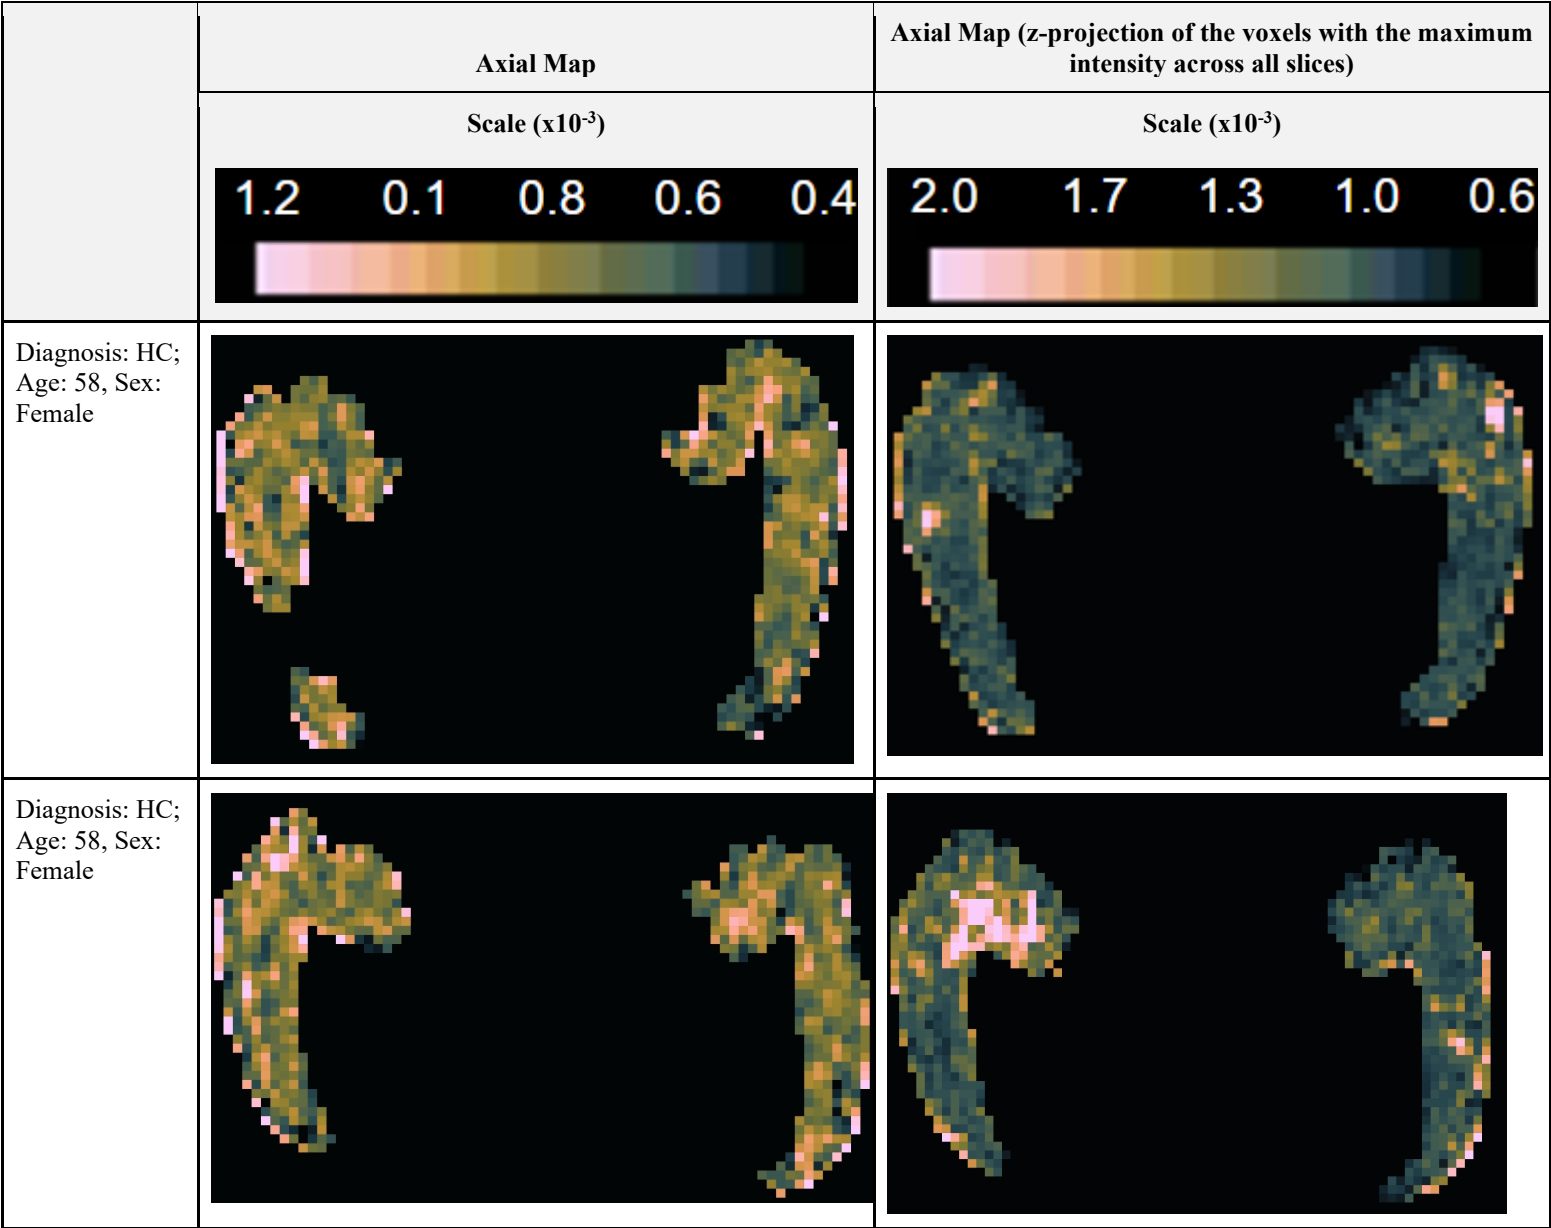 Axial Map
Axial Map (z-projection of the voxels with the maximum
intensity across all slices)
Scale (x10-3)
Scale (x10-3)
1.2 0.1 0.8 0.6 0.4
2.0 1.7 1.3 1.0 0.6
Diagnosis: HC;
Age: 58, Sex:
Female
Diagnosis: HC;
Age: 58, Sex:
Female